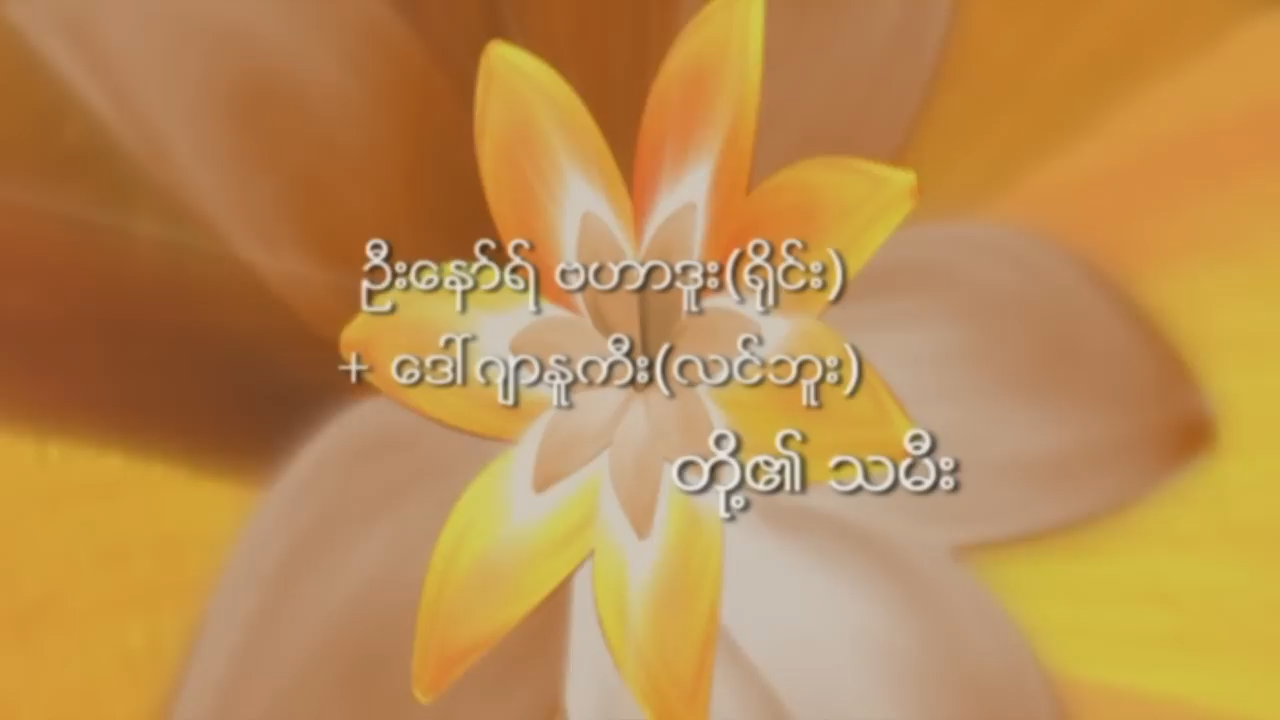 ဦးနော်ရ် ဗဟာဒူး(ရိုင်း)
+ ဒေါ်ဂျာနူကီး(လင်ဘူး)
တို့၏ သမီး